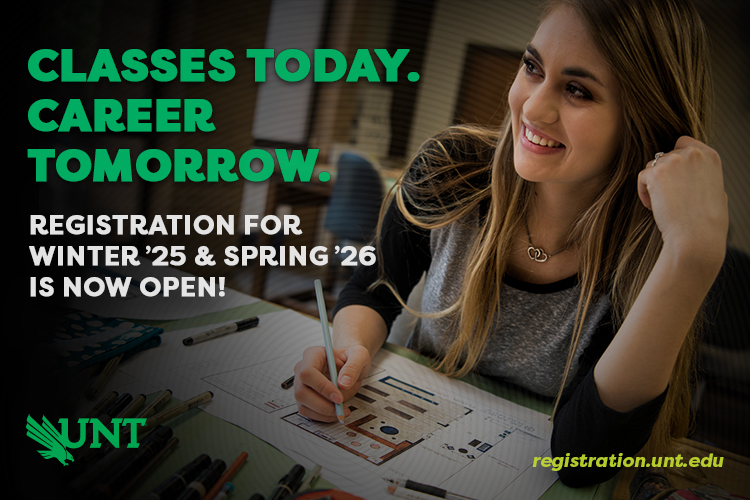 CLASSES TODAY.
CAREER
TOMORROW.
REGISTRATION FOR
WINTER ’25 & SPRING ’26
IS NOW OPEN!
UNT
registration.unt.edu